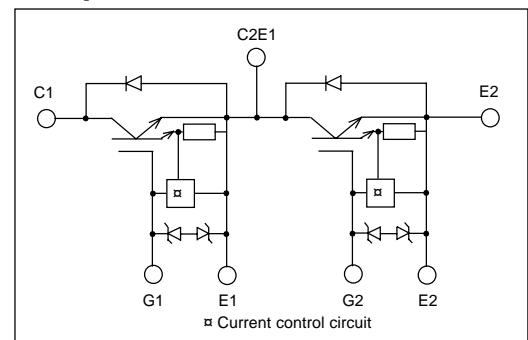 C2E1
C1
E2
¤
¤
G1
E1
G2
E2
¤ Current control circuit